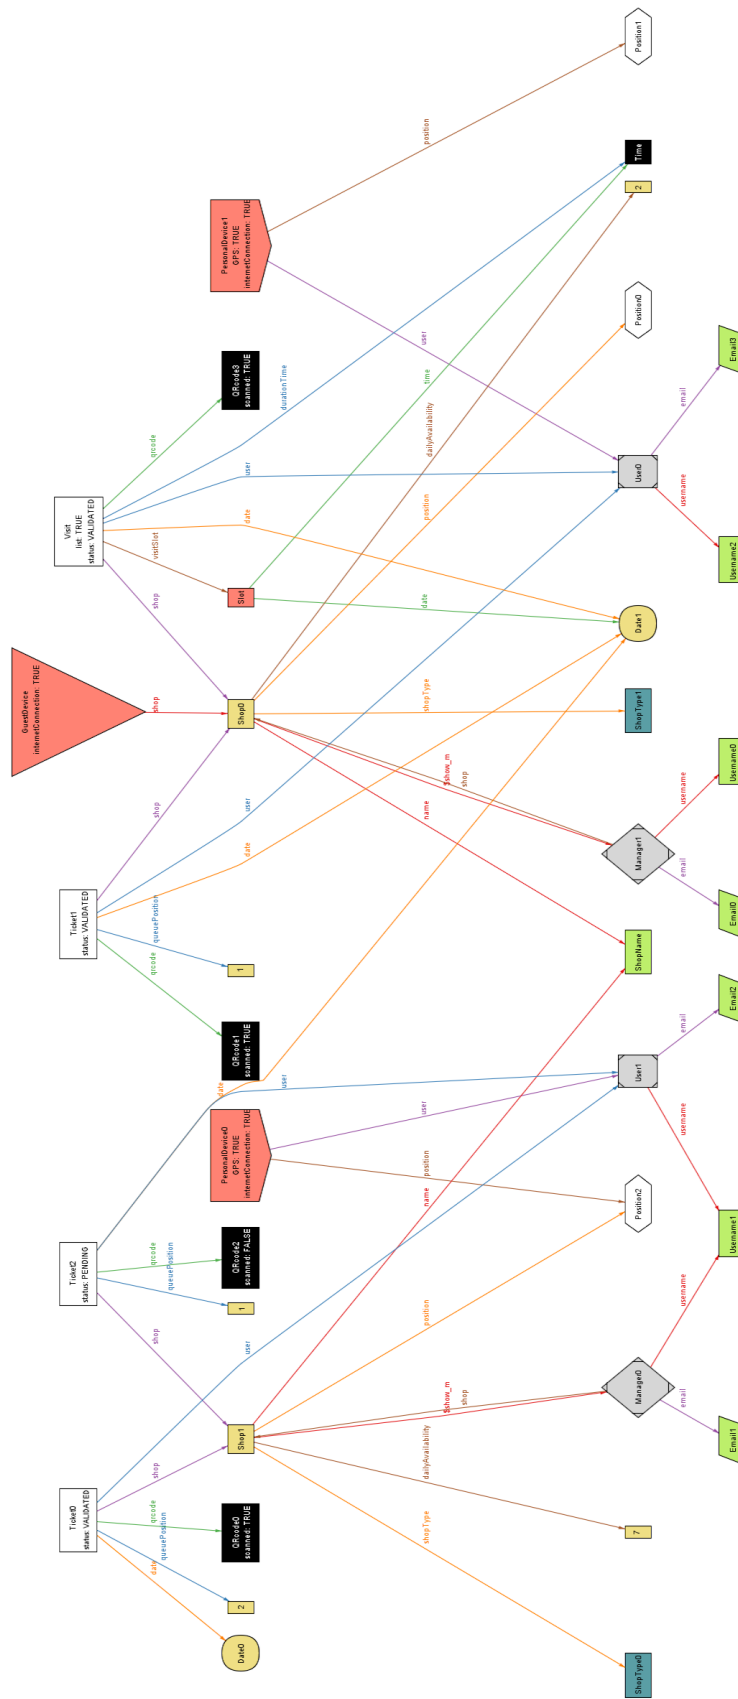 GuestDevice
internetConnection: TRUE
Ticket0
status: VALIDATED
Ticket2
status: PENDING
Ticket1
status: VALIDATED
Visit
list: TRUE
status: VALIDATED
date
queuePosition
qrcode
shop
shop
queuePosition
qrcode
qrcode
queuePosition
shop
shop
shop
visitSlot
qrcode
Date0
2
QRcode0
scanned: TRUE
Shop1
user
1
QRcode2
scanned: FALSE
PersonalDevice0
GPS: TRUE
internetConnection: TRUE
date
user
QRcode1
scanned: TRUE
1
date
user
Shop0
Slot
date
user
durationTime
QRcode3
scanned: TRUE
PersonalDevice1
GPS: TRUE
internetConnection: TRUE
shopType
dailyAvailability
$show_m
shop
position
name
position
user
name
$show_m
shop
shopType
date
position
dailyAvailability
time
user
position
ShopType0
7
Manager0
Position2
User1
ShopName
Manager1
ShopType1
Date1
User0
Position0
2
Time
Position1
email
username
username
email
email
username
username
email
Email1
Username1
Email2
Email0
Username0
Username2
Email3